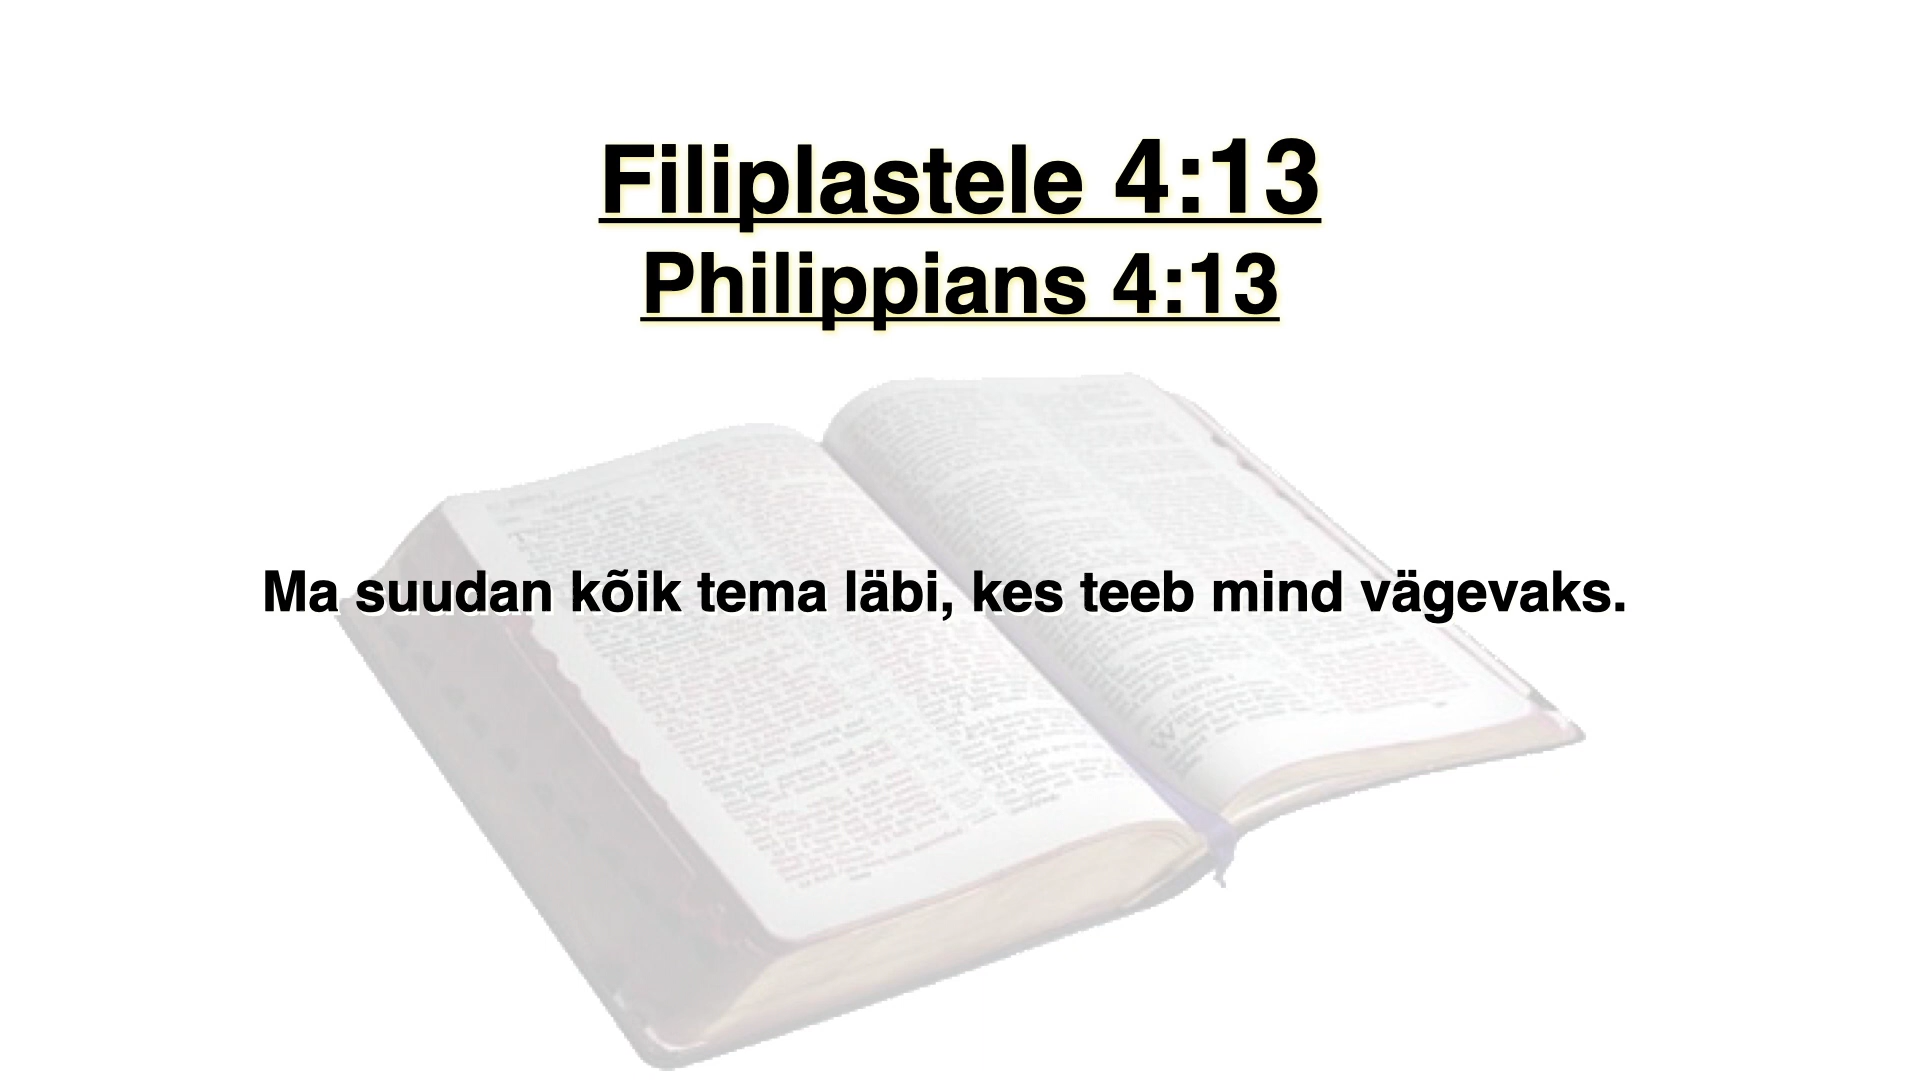 Filiplastele 4:13
Philippians 4:13
Ma suudan kõik tema läbi, kes teeb mind vägevaks.